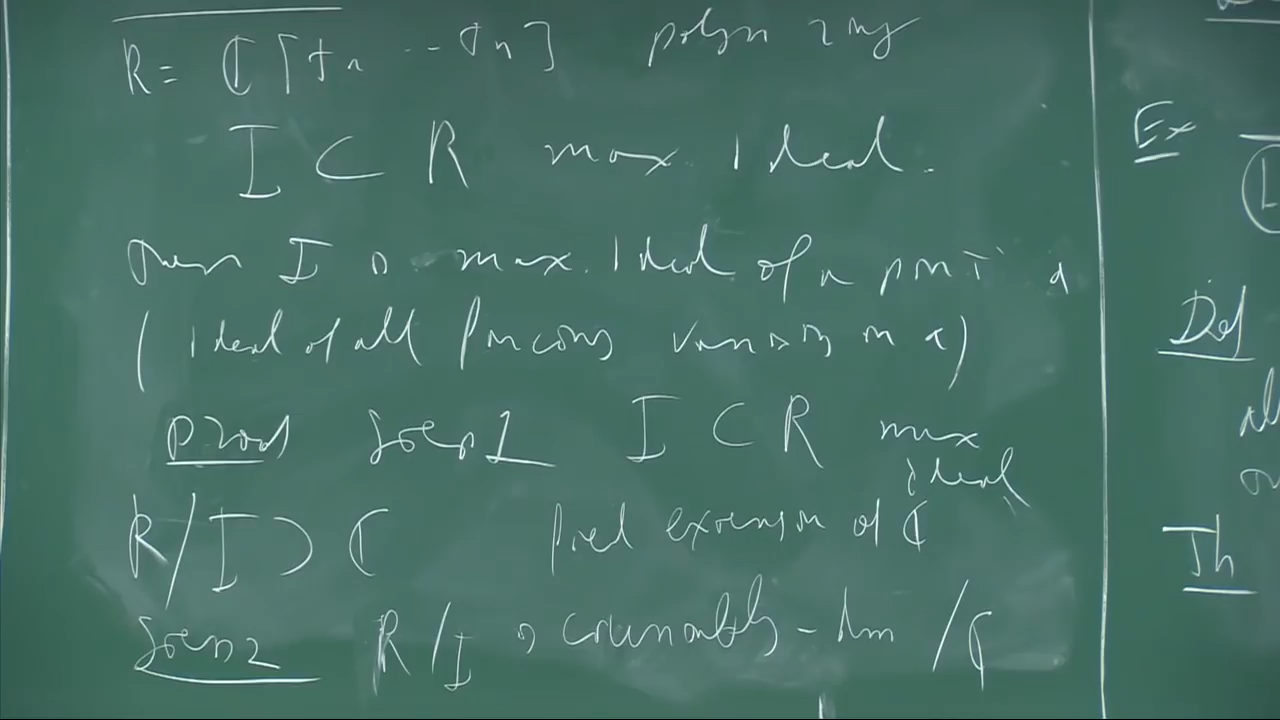 R = ℂ[t₁ ... tₙ] polyn ring
I ⊂ R max. ideal.
Then I is max. ideal of a point a
(ideal of all functions vanishing in a)
Proof Step 1 I ⊂ R max
ideal
R/I ⊃ ℂ field extension of ℂ
Step 2 R/I is countably-dim /ℂ
Ex
Def
Th